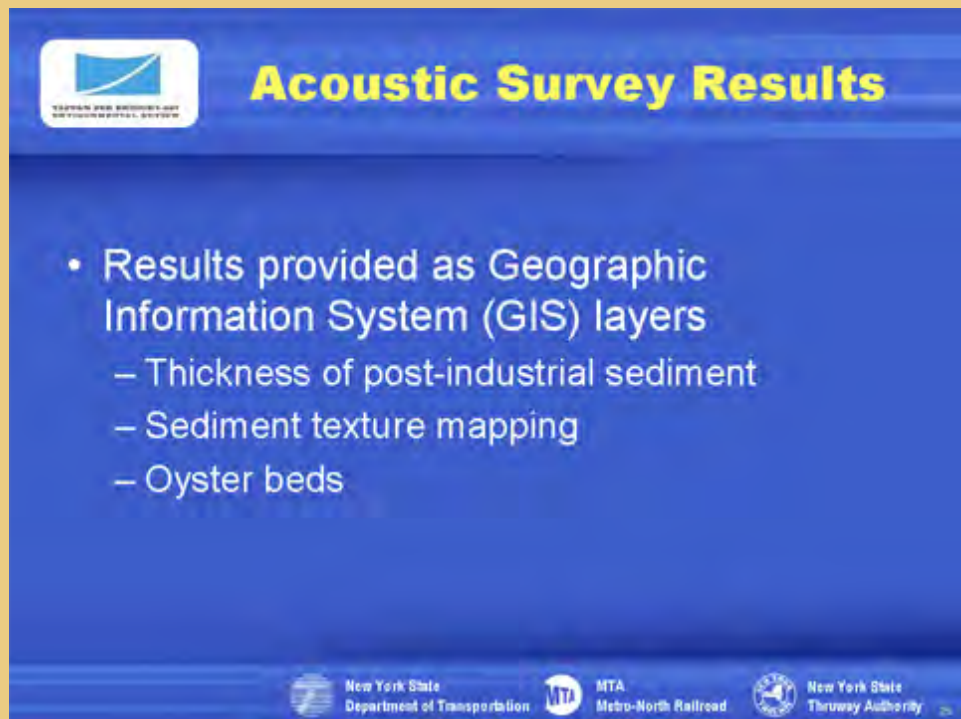 Acoustic Survey Results
• Results provided as Geographic
Information System (GIS) layers
– Thickness of post-industrial sediment
– Sediment texture mapping
– Oyster beds
New York State
Department of Transportation
MTA
MTA
Metro-North Railroad
New York State
Thruway Authority